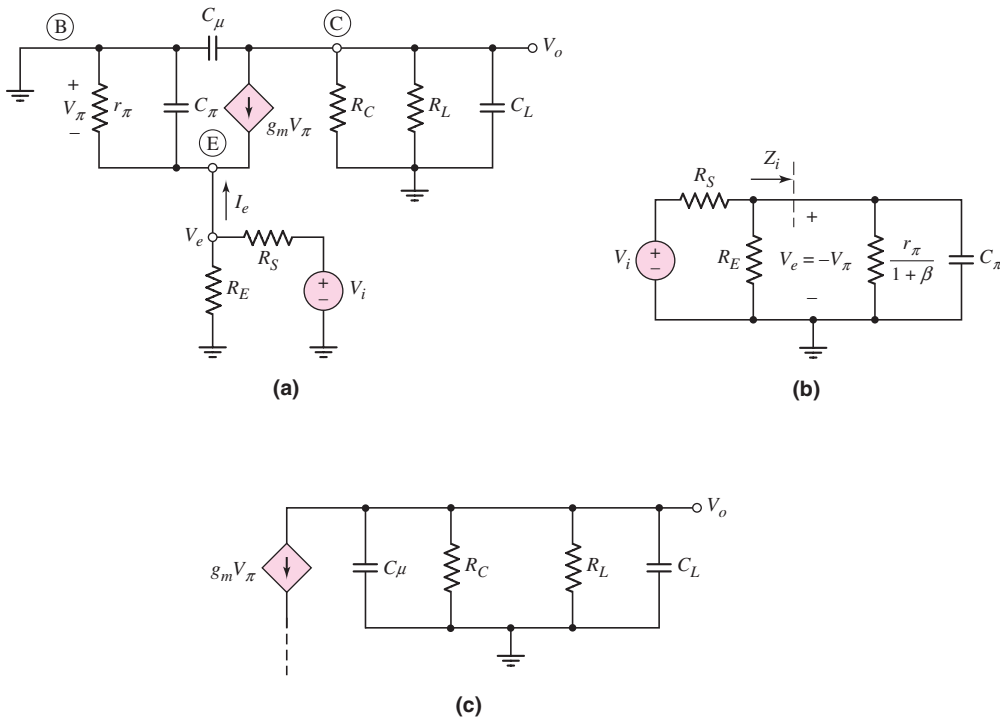 B
C_μ
C
V_o
+
V_π
−
r_π
C_π
g_m V_π
R_C
R_L
C_L
E
I_e
V_e
R_S
R_E
+
−
V_i
(a)
Z_i
R_S
V_i
+
−
R_E
+
V_e = −V_π
−
r_π
1 + β
C_π
(b)
V_o
g_m V_π
C_μ
R_C
R_L
C_L
(c)